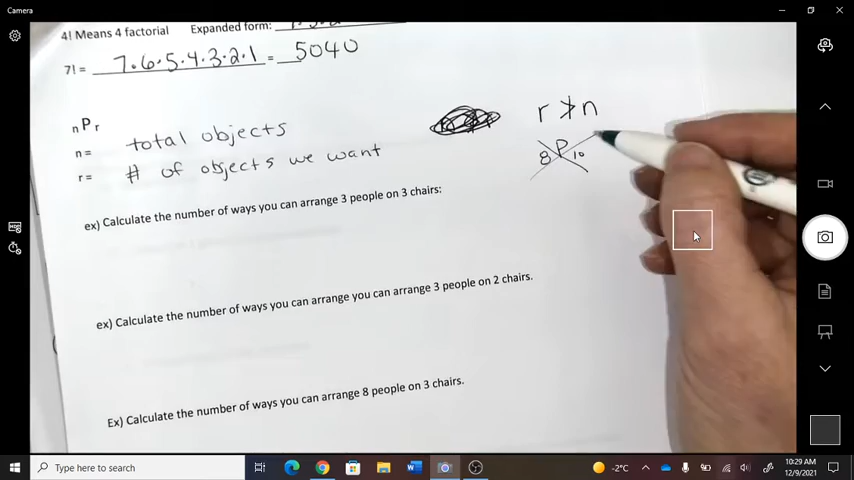 Camera
4! Means 4 factorial Expanded form:
7! = 7·6·5·4·3·2·1 = 5040
nPr
n= total objects
r= # of objects we want
r ≯ n
8P10
ex) Calculate the number of ways you can arrange 3 people on 3 chairs:
ex) Calculate the number of ways you can arrange you can arrange 3 people on 2 chairs.
Ex) Calculate the number of ways you can arrange 8 people on 3 chairs.
Type here to search
-2°C
10:29 AM
12/9/2021